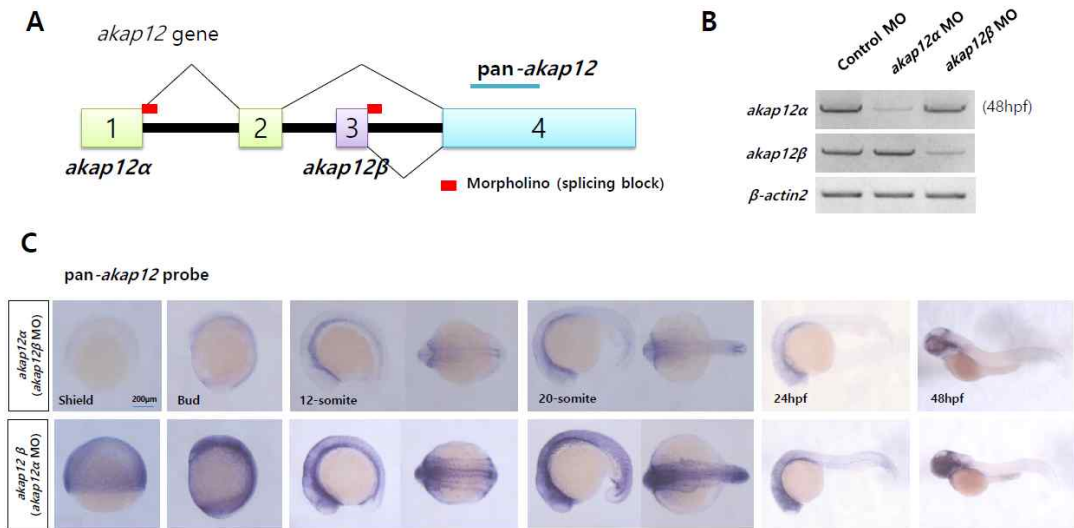 A
akap12 gene
pan-akap12
1
2
3
4
akap12α
akap12β
Morpholino (splicing block)
B
Control MO
akap12α MO
akap12β MO
akap12α
(48hpf)
akap12β
β-actin2
C
pan-akap12 probe
akap12α
(akap12β MO)
Shield
200μm
Bud
12-somite
20-somite
24hpf
48hpf
akap12 β
(akap12α MO)